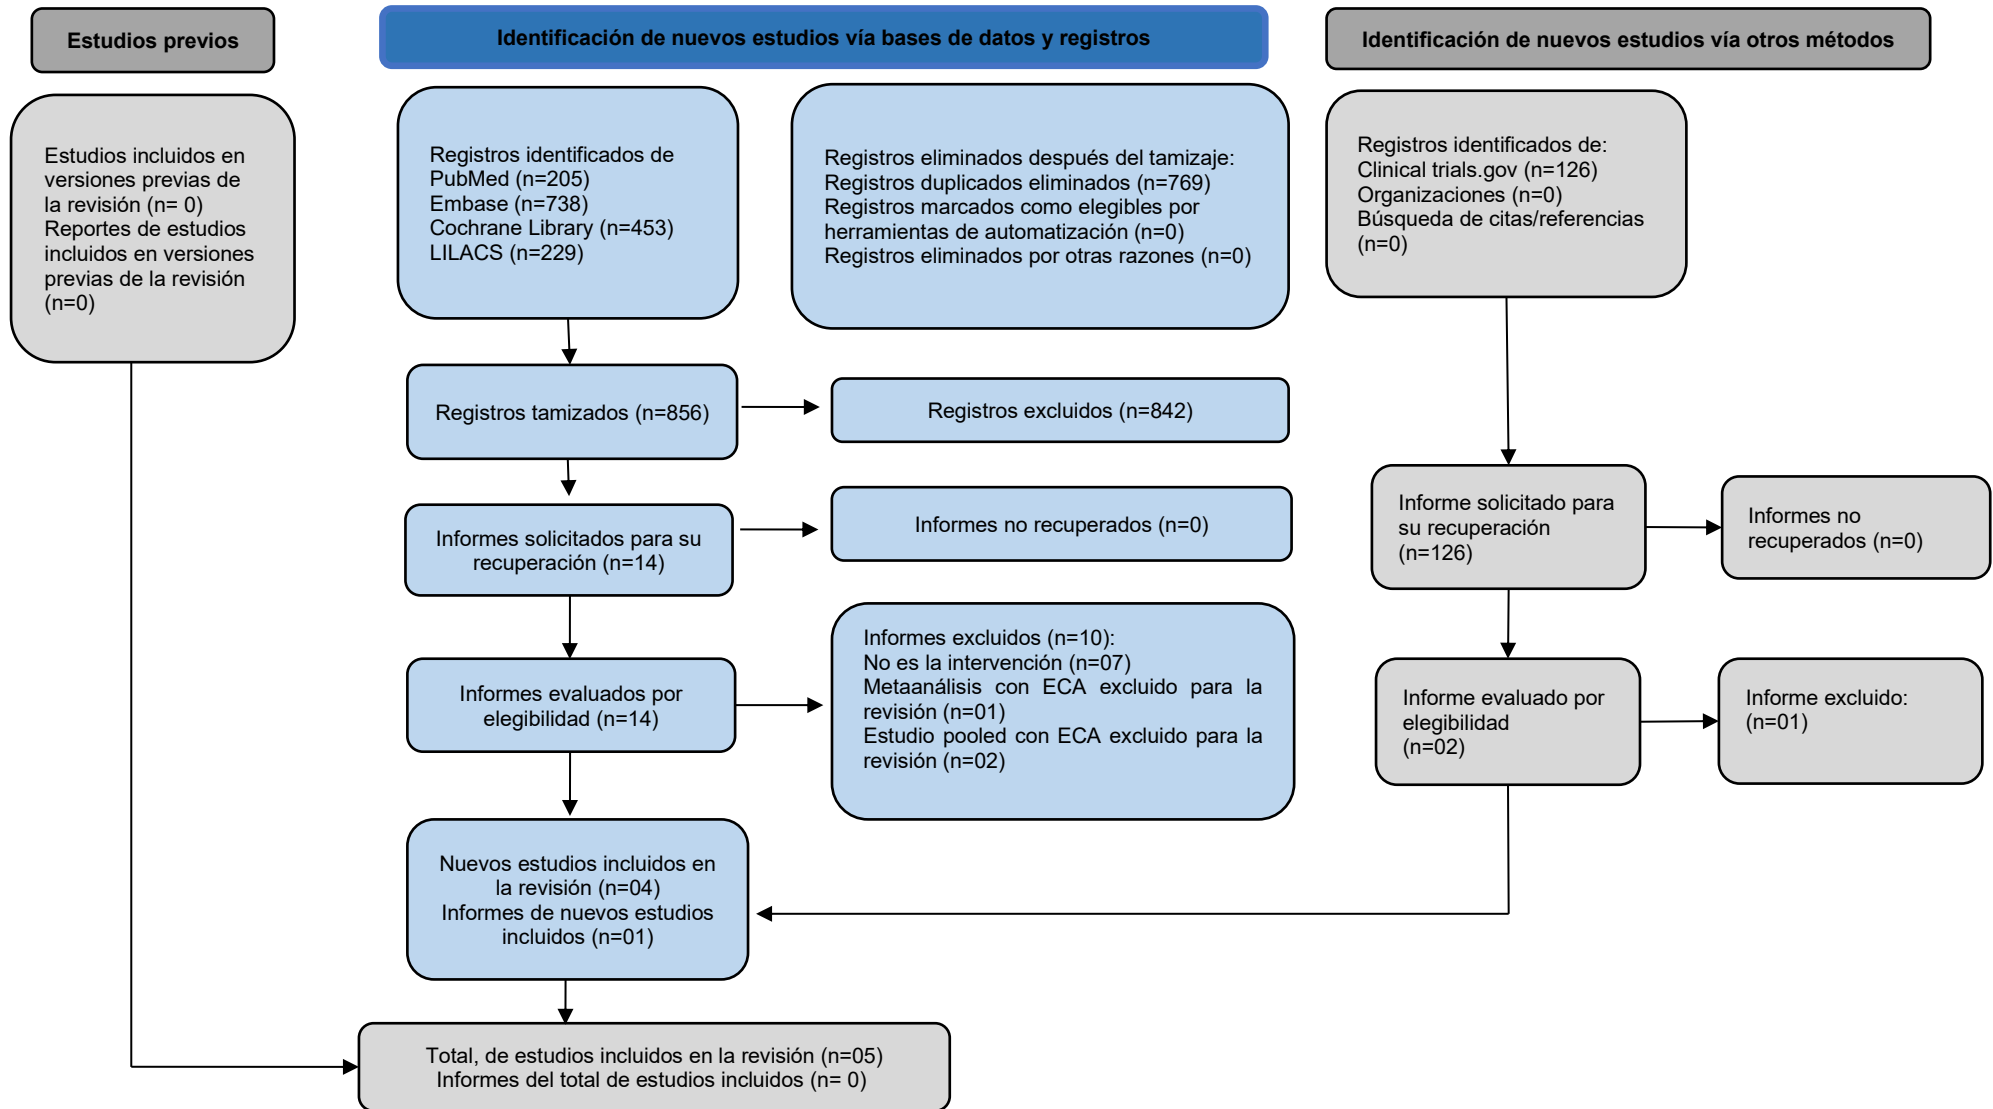 Estudios previos
Identificación de nuevos estudios vía bases de datos y registros
Identificación de nuevos estudios vía otros métodos
Estudios incluidos en
versiones previas de
la revisión (n= 0)
Reportes de estudios
incluidos en versiones
previas de la revisión
(n=0)
Registros identificados de
PubMed (n=205)
Embase (n=738)
Cochrane Library (n=453)
LILACS (n=229)
Registros eliminados después del tamizaje:
Registros duplicados eliminados (n=769)
Registros marcados como elegibles por
herramientas de automatización (n=0)
Registros eliminados por otras razones (n=0)
Registros identificados de:
Clinical trials.gov (n=126)
Organizaciones (n=0)
Búsqueda de citas/referencias
(n=0)
Registros tamizados (n=856)
Registros excluidos (n=842)
Informes solicitados para su
recuperación (n=14)
Informes no recuperados (n=0)
Informe solicitado para
su recuperación
(n=126)
Informes no
recuperados (n=0)
Informes evaluados por
elegibilidad (n=14)
Informes excluidos (n=10):
No es la intervención (n=07)
Metaanálisis con ECA excluido para la
revisión (n=01)
Estudio pooled con ECA excluido para la
revisión (n=02)
Informe evaluado por
elegibilidad
(n=02)
Informe excluido:
(n=01)
Nuevos estudios incluidos en
la revisión (n=04)
Informes de nuevos estudios
incluidos (n=01)
Total, de estudios incluidos en la revisión (n=05)
Informes del total de estudios incluidos (n= 0)